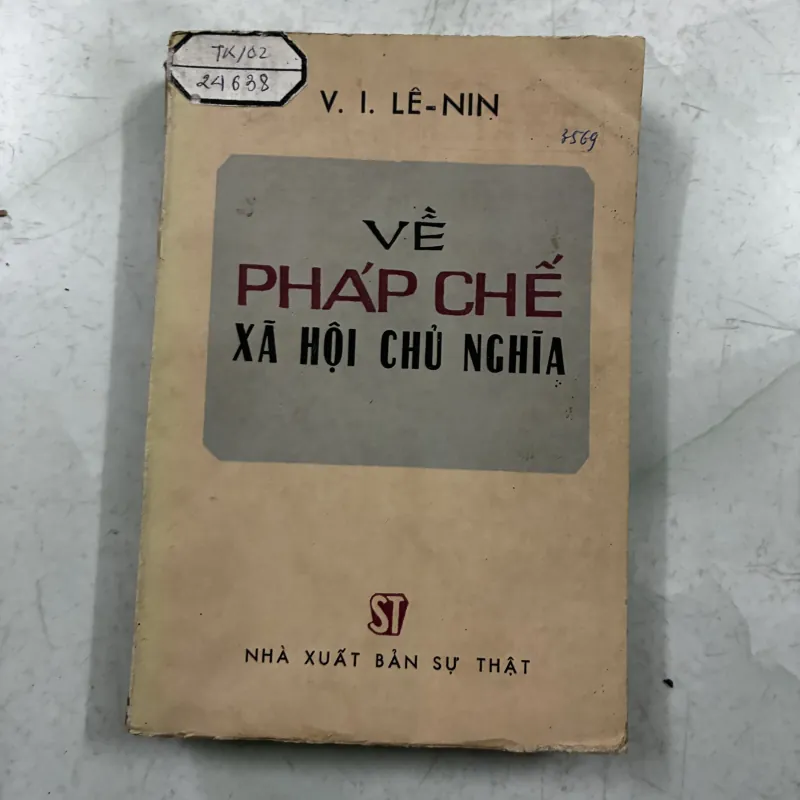 TK/02
24638
V. I. LÊ-NIN
3569
VỀ
PHÁP CHẾ
XÃ HỘI CHỦ NGHĨA
ST
NHÀ XUẤT BẢN SỰ THẬT